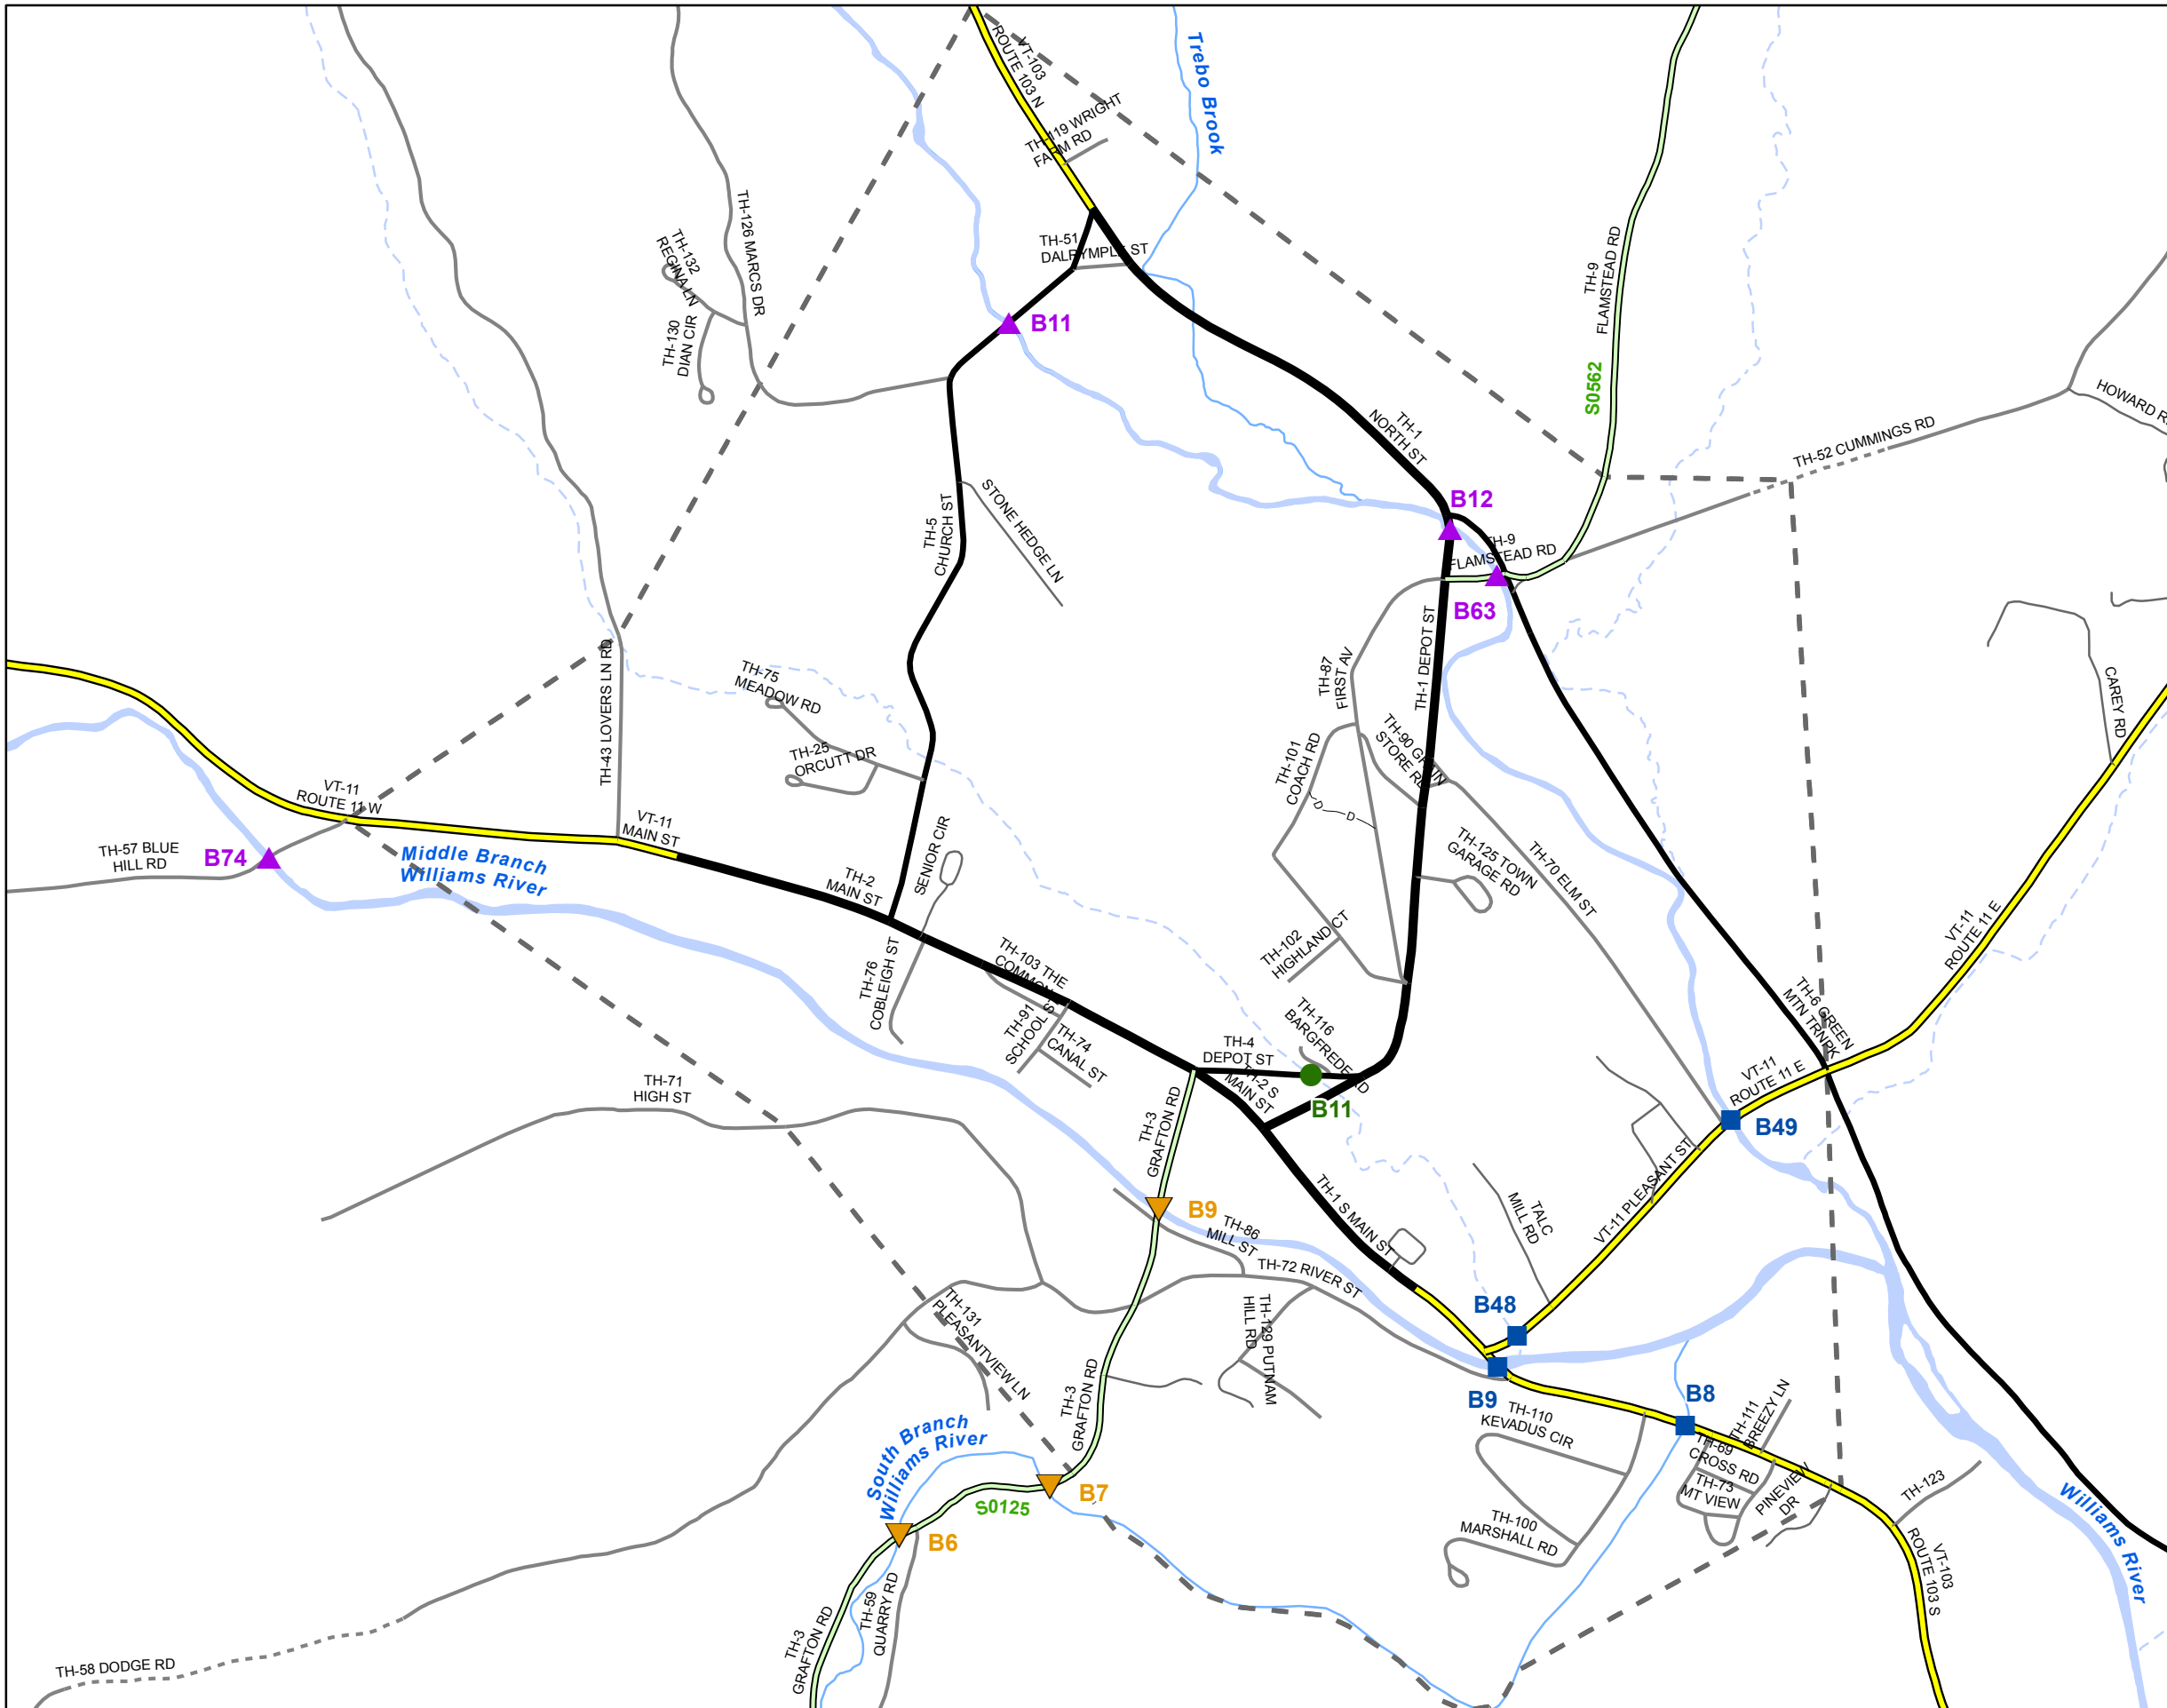 VT-103
ROUTE 103 N
Trebo Brook
TH-119 WRIGHT
FARM RD
TH-126 MARCS DR
TH-132
REGINA LN
TH-51
DALRYMPLE ST
TH-9
FLAMSTEAD RD
TH-130
DIAN CIR
B11
S0562
HOWARD R
TH-1
NORTH ST
TH-52 CUMMINGS RD
B12
STONE HEDGE LN
TH-5
CHURCH ST
TH-9
FLAMSTEAD RD
B63
TH-1 DEPOT ST
TH-87
FIRST AV
TH-43 LOVERS LN RD
TH-75
MEADOW RD
CAREY RD
TH-90 GRAIN
STORE RD
TH-101
COACH RD
TH-25
ORCUTT DR
VT-11
ROUTE 11 W
D
D
VT-11
MAIN ST
TH-57 BLUE
HILL RD
B74
Middle Branch
Williams River
SENIOR CIR
TH-125 TOWN
GARAGE RD
TH-70 ELM ST
TH-2
MAIN ST
TH-102
HIGHLAND CT
VT-11
ROUTE 11 E
TH-76
COBLEIGH ST
TH-103 THE
COMMON
TH-6 GREEN
MTN TRNPK
TH-91
SCHOOL ST
TH-74
CANAL ST
TH-116
BARGFREDE RD
TH-4
DEPOT ST
TH-2 S
MAIN ST
B11
VT-11
ROUTE 11 E
TH-71
HIGH ST
B49
TH-3
GRAFTON RD
VT-11 PLEASANT ST
B9
TH-86
MILL ST
TH-1 S MAIN ST
TALC
MILL RD
TH-72 RIVER ST
TH-131
PLEASANTVIEW LN
TH-129 PUTNAM
HILL RD
B48
B9
B8
TH-3
GRAFTON RD
TH-110
KEVADUS CIR
TH-111
BREEZY LN
TH-69
CROSS RD
TH-73
MT VIEW
PINEVIEW
DR
TH-123
South Branch
Williams River
B7
S0125
B6
TH-100
MARSHALL RD
Williams River
VT-103
ROUTE 103 S
TH-59
QUARRY RD
TH-3
GRAFTON RD
TH-58 DODGE RD